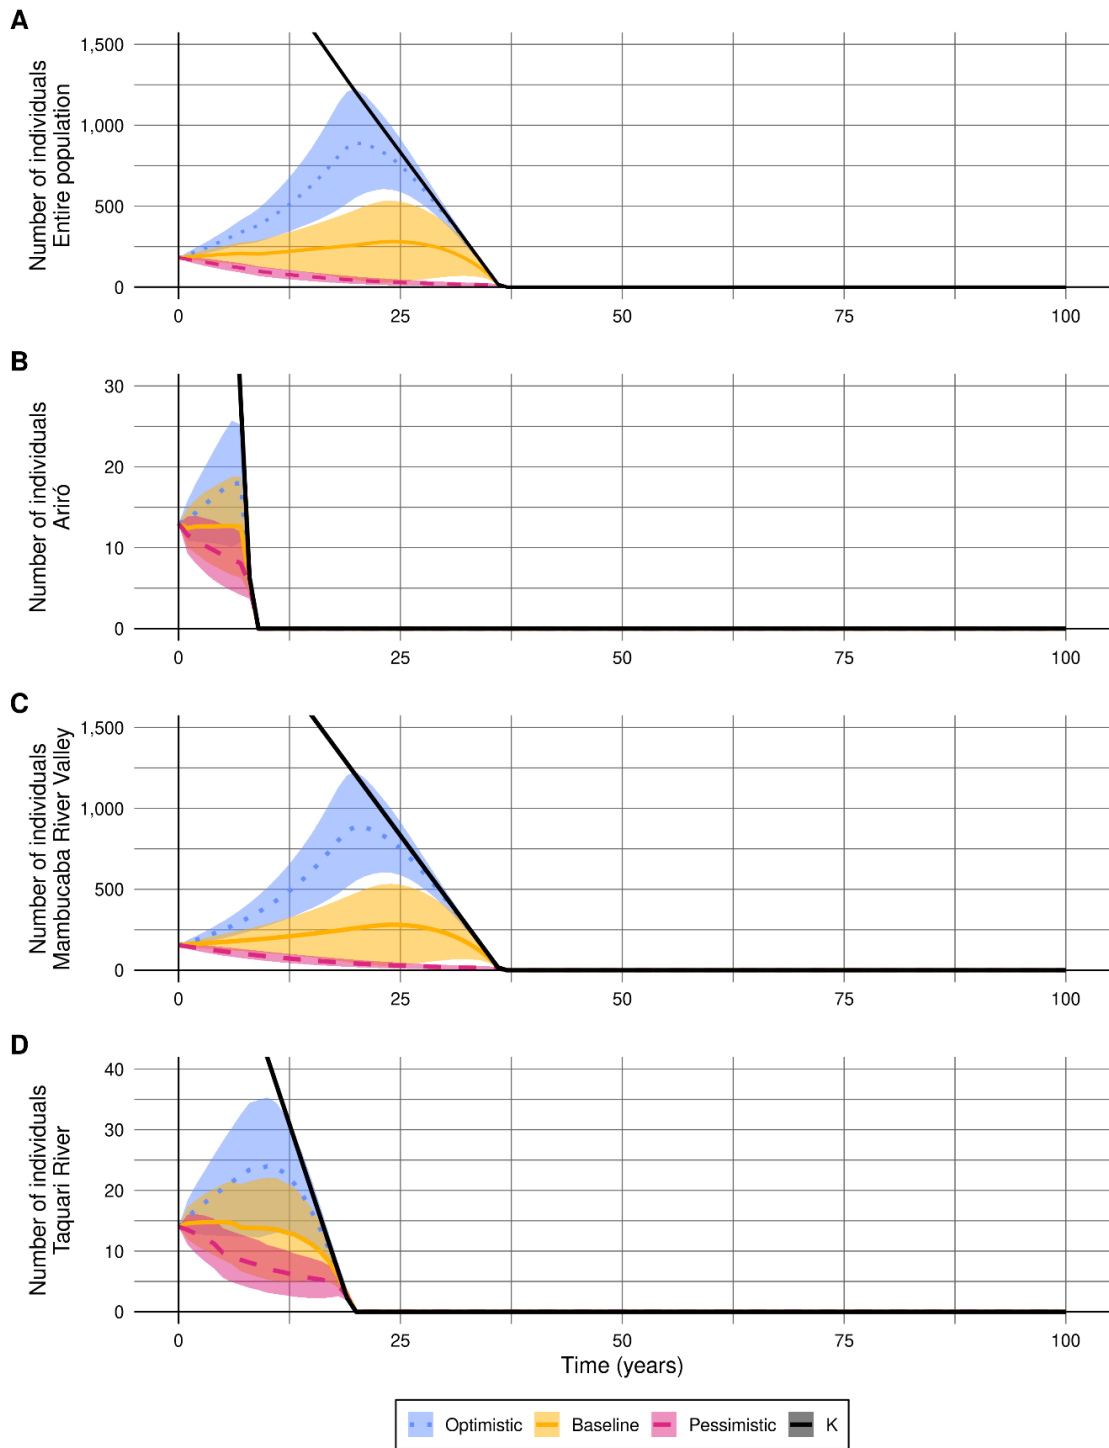 A
Number of individuals
Entire population
1,500
1,000
500
0
0 25 50 75 100
B
Number of individuals
Ariró
30
20
10
0
0 25 50 75 100
C
Number of individuals
Mambucaba River Valley
1,500
1,000
500
0
0 25 50 75 100
D
Number of individuals
Taquari River
40
30
20
10
0
0 25 50 75 100
Time (years)
Optimistic Baseline Pessimistic K